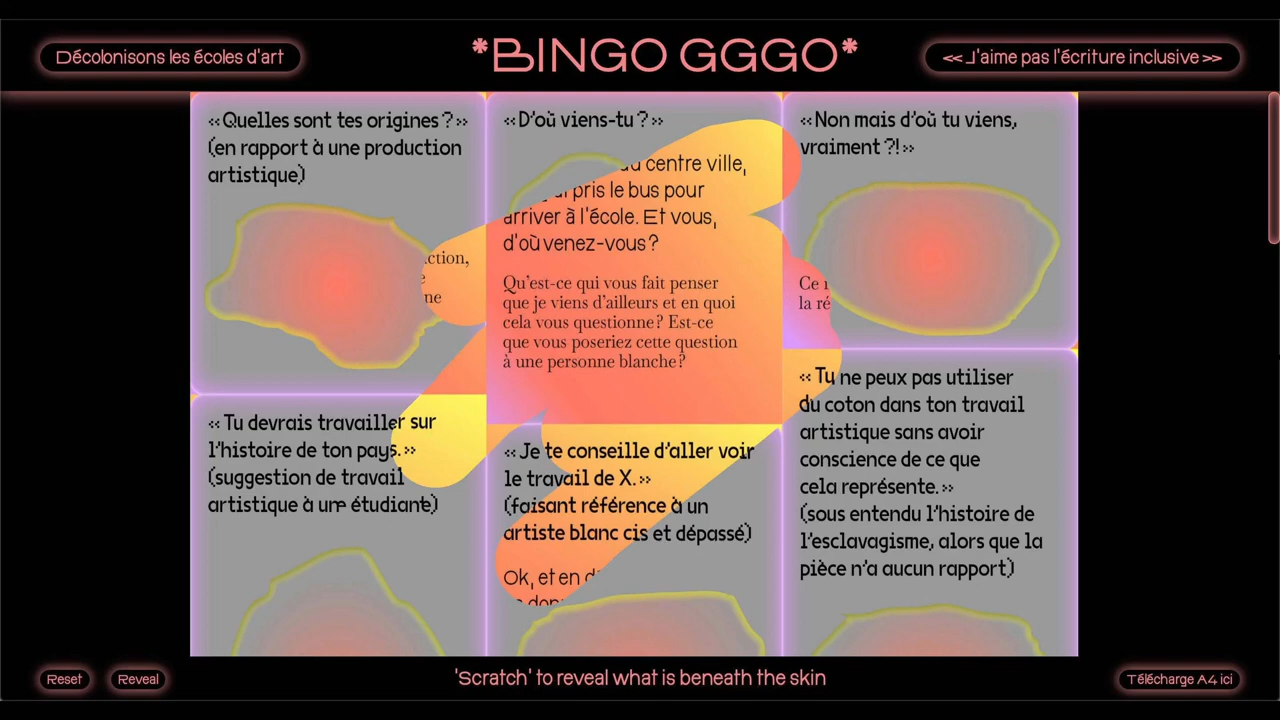 Décolonisons les écoles d'art
*BINGO GGGO*
<< J'aime pas l'écriture inclusive >>
«Quelles sont tes origines ?»
(en rapport à une production
artistique)
ction,
ne
«Tu devrais travailler sur
l'histoire de ton pays.»
(suggestion de travail
artistique à un·e étudiant)
«D'où viens-tu ?»
du centre ville,
pris le bus pour
arriver à l'école. Et vous,
d'où venez-vous ?
Qu'est-ce qui vous fait penser
que je viens d'ailleurs et en quoi
cela vous questionne ? Est-ce
que vous poseriez cette question
à une personne blanche ?
«Je te conseille d'aller voir
le travail de X.»
(faisant référence à un
artiste blanc cis et dépassé)
Ok, et en d
«Non mais d'où tu viens,
vraiment ?!»
Ce
la ré
«Tu ne peux pas utiliser
du coton dans ton travail
artistique sans avoir
conscience de ce que
cela représente.»
(sous entendu l'histoire de
l'esclavagisme, alors que la
pièce n'a aucun rapport)
Reset
Reveal
'Scratch' to reveal what is beneath the skin
Télécharge A4 ici